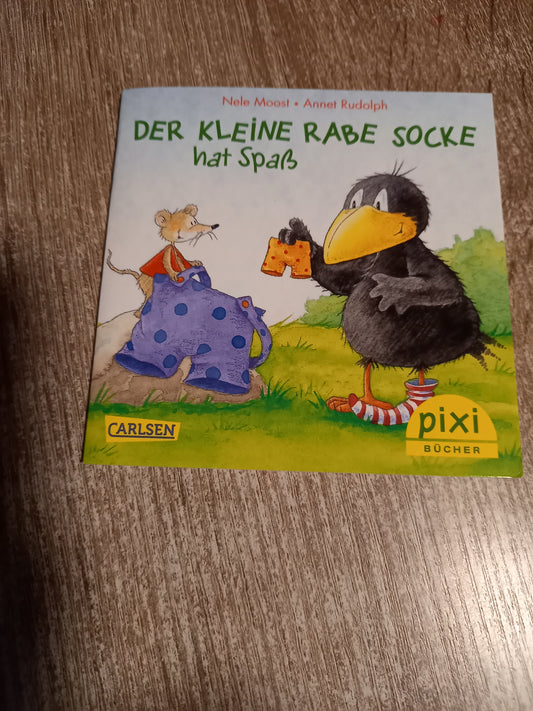 Nele Moost • Annet Rudolph
DER KLEINE RABE SOCKE
hat Spaß
CARLSEN
pixi
BÜCHER